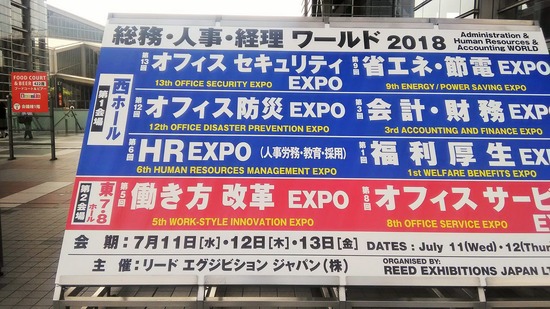 総務・人事・経理 ワールド 2018
Administration &
Human Resources &
Accounting WORLD
西ホール
第1会場
第13回 オフィス セキュリティ EXPO
13th OFFICE SECURITY EXPO
第9回 省エネ・節電 EXPO
9th ENERGY / POWER SAVING EXPO
第12回 オフィス防災 EXPO
12th OFFICE DISASTER PREVENTION EXPO
第3回 会計・財務 EXPO
3rd ACCOUNTING AND FINANCE EXPO
第6回 HR EXPO (人事労務・教育・採用)
6th HUMAN RESOURCES MANAGEMENT EXPO
第1回 福利厚生 EXPO
1st WELFARE BENEFITS EXPO
東7・8ホール
第2会場
第5回 働き方 改革 EXPO
5th WORK-STYLE INNOVATION EXPO
第8回 オフィス サービ
8th OFFICE SERVICE EXPO
会 期：7月11日[水]・12日[木]・13日[金]
DATES : July 11(Wed)・12(Thu
主 催：リード エグジビション ジャパン(株)
ORGANISED BY:
REED EXHIBITIONS JAPAN L
FOOD COURT
& BEER